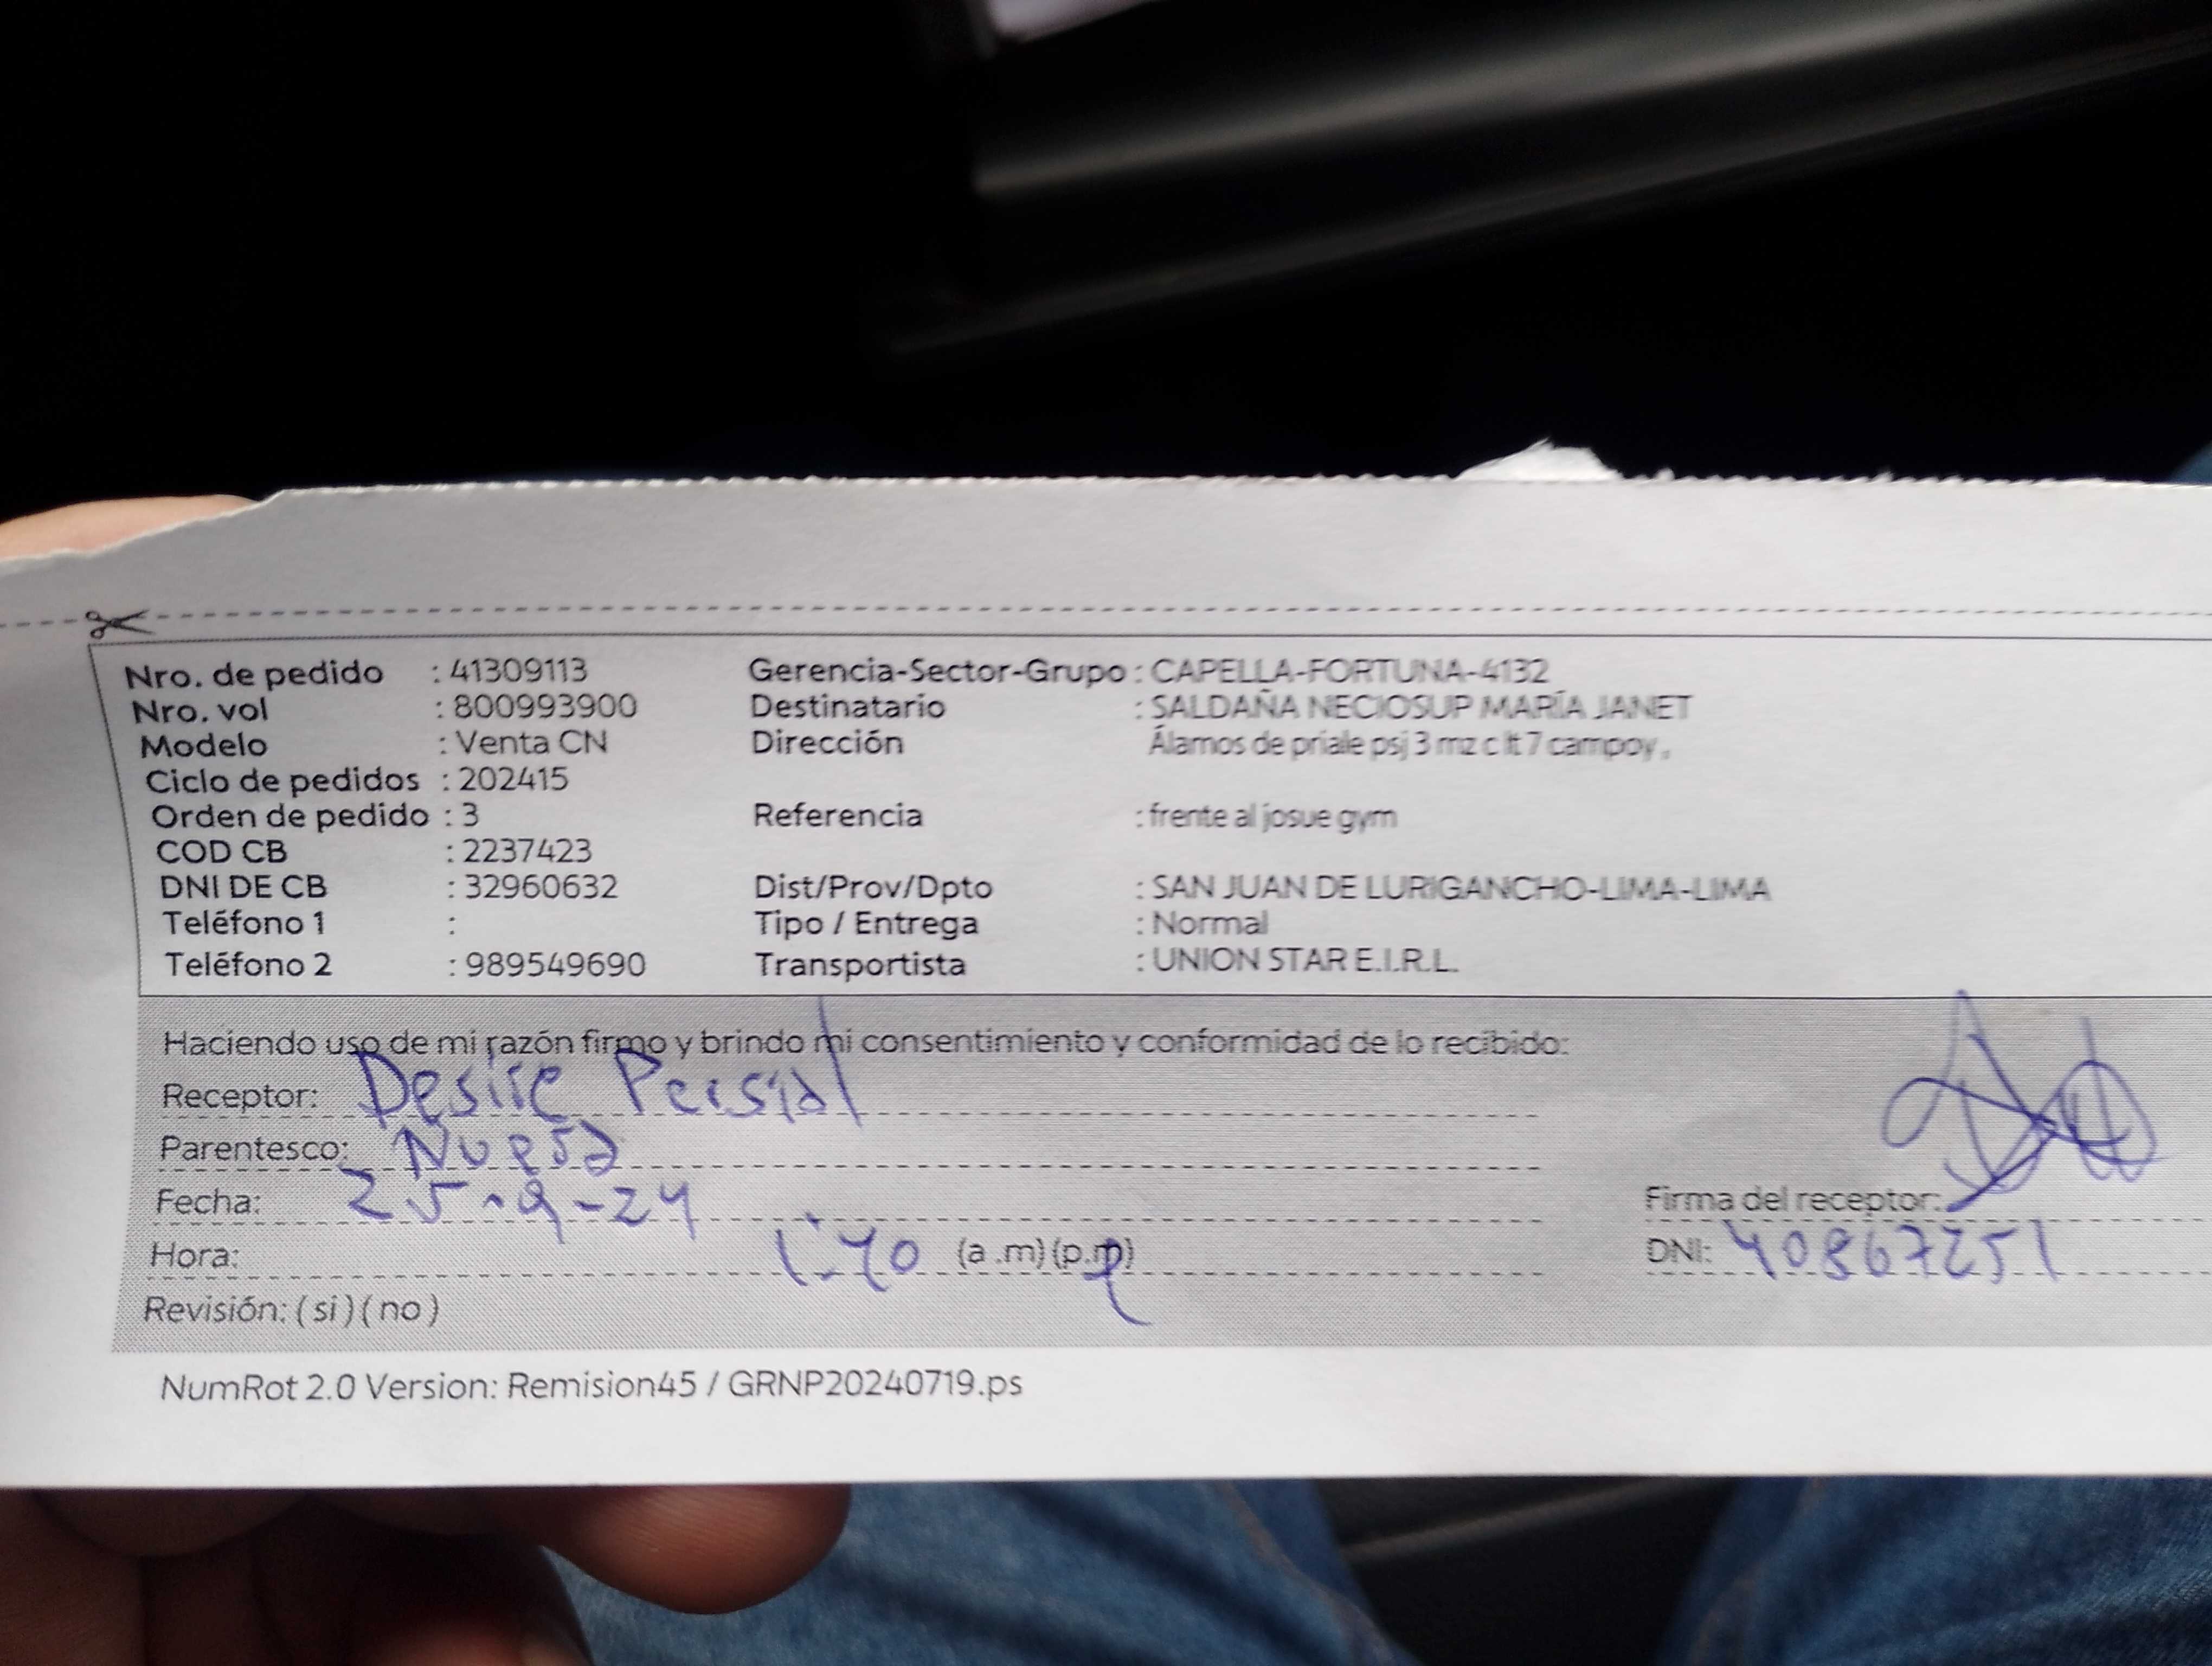 Nro. de pedido : 41309113 Gerencia-Sector-Grupo : CAPELLA-FORTUNA-4132
Nro. vol : 800993900 Destinatario : SALDAÑA NECIOSUP MARÍA JANET
Modelo : Venta CN Dirección Álamos de priale psj 3 mz c lt 7 campoy ,
Ciclo de pedidos : 202415
Orden de pedido : 3 Referencia : frente al josue gym
COD CB : 2237423
DNI DE CB : 32960632 Dist/Prov/Dpto : SAN JUAN DE LURIGANCHO-LIMA-LIMA
Teléfono 1 : Tipo / Entrega : Normal
Teléfono 2 : 989549690 Transportista : UNION STAR E.I.R.L.
Haciendo uso de mi razón firmo y brindo mi consentimiento y conformidad de lo recibido:
Receptor: Desire
Parentesco: Nuera
Fecha: 25-9-24 Firma del receptor:
Hora: 1:40 (a .m) (p.m) DNI: 40867251
Revisión: ( si ) ( no )
NumRot 2.0 Version: Remision45 / GRNP20240719.ps